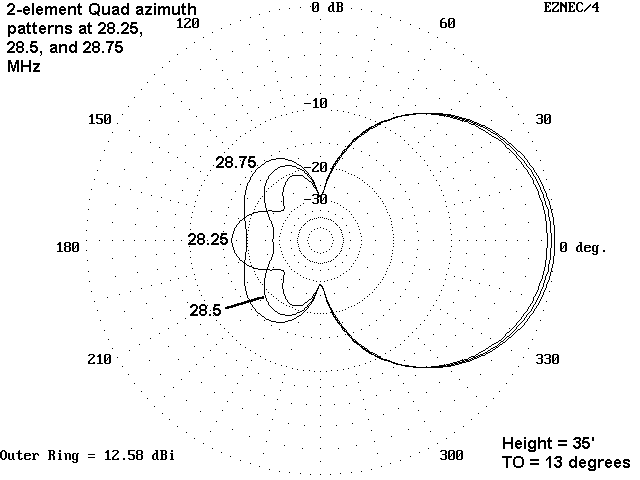 2-element Quad azimuth
patterns at 28.25,
28.5, and 28.75
MHz
0 dB
EZNEC/4
120
60
-10
150
30
28.75
-20
-30
180
28.25
0 deg.
28.5
210
330
Outer Ring = 12.58 dBi
300
Height = 35'
TO = 13 degrees